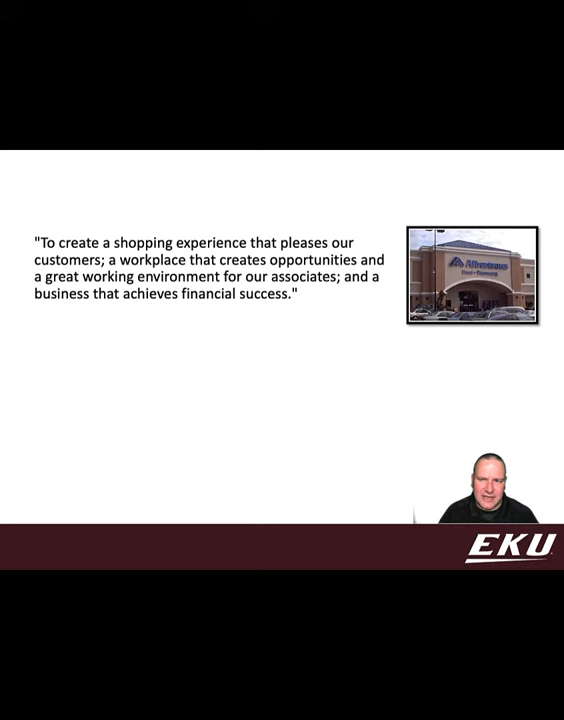 "To create a shopping experience that pleases our
customers; a workplace that creates opportunities and
a great working environment for our associates; and a
business that achieves financial success."
Albertsons
EKU